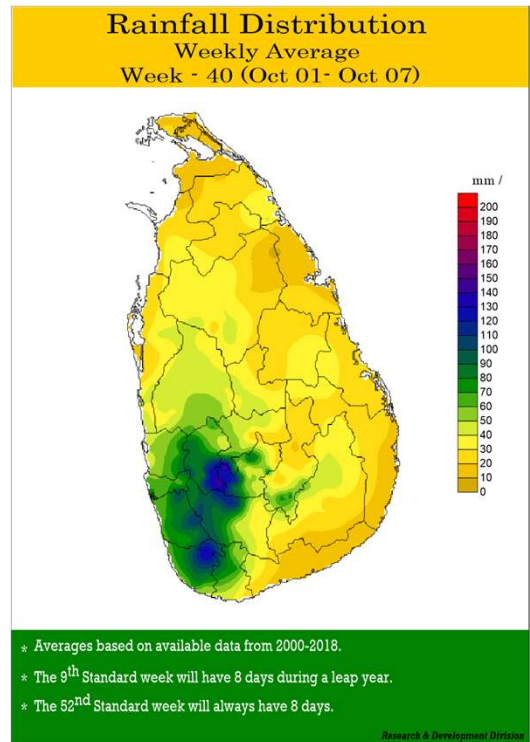 Rainfall Distribution
Weekly Average
Week - 40 (Oct 01- Oct 07)
mm /
200
190
180
170
160
150
140
130
120
110
100
90
80
70
60
50
40
30
20
10
0
* Averages based on available data from 2000-2018.
* The 9th Standard week will have 8 days during a leap year.
* The 52nd Standard week will always have 8 days.
Research & Development Division